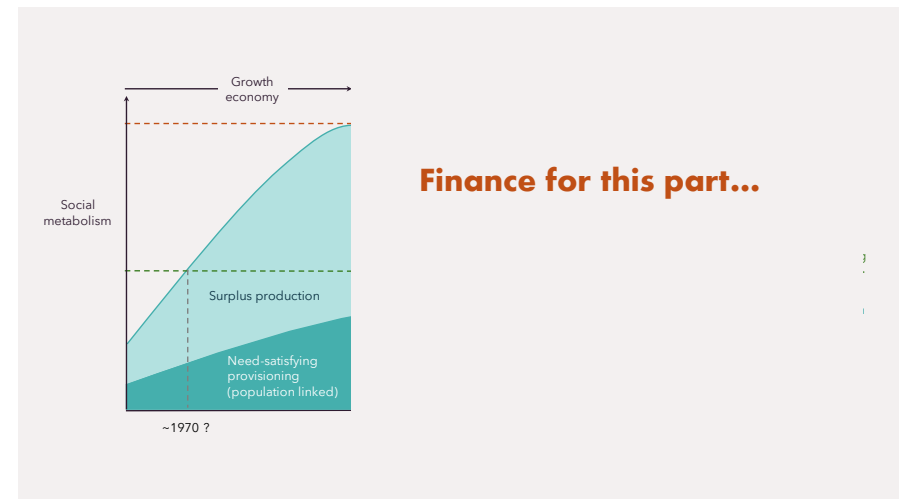 Growth
economy
Finance for this part...
Social
metabolism
Surplus production
Need-satisfying
provisioning
(population linked)
~1970 ?